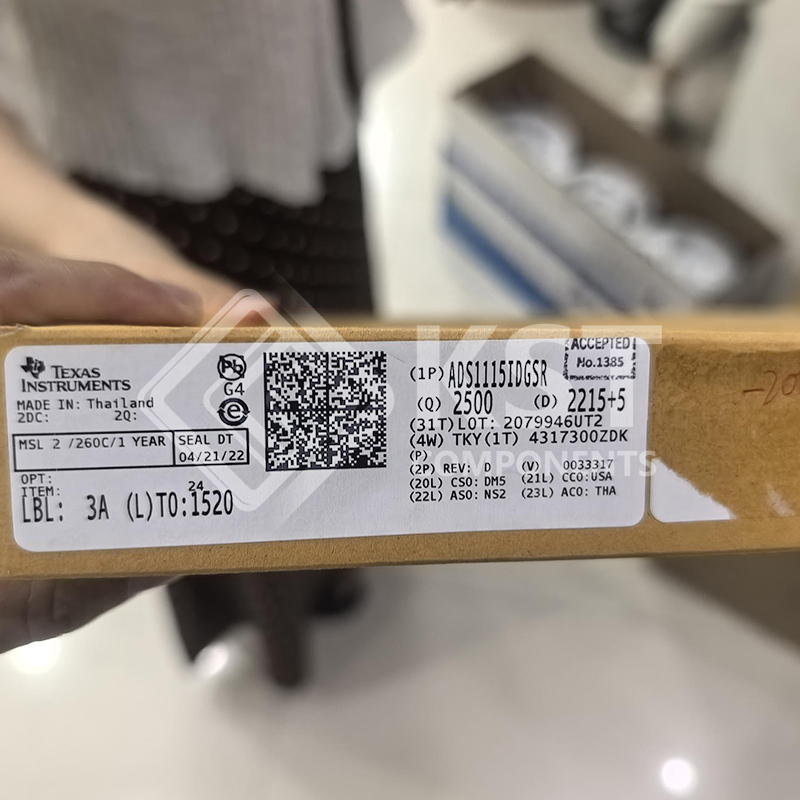 TEXAS
INSTRUMENTS
MADE IN: Thailand
2DC: 2Q:
MSL 2 /260C/1 YEAR
SEAL DT
04/21/22
OPT:
ITEM:
24
LBL: 3A (L)TO:1520
Pb
G4
e
(1P) ADS1115IDGSR
ACCEPTED
No.1385
(Q) 2500 (D) 2215+5
(31T)LOT: 2079946UT2
(4W) TKY(1T) 4317300ZDK
(P)
(2P) REV: D (V) 0033317
(20L) CSO: DM5 (21L) CCO:USA
(22L) ASO: NS2 (23L) ACO: THA
KST
COMPONENTS